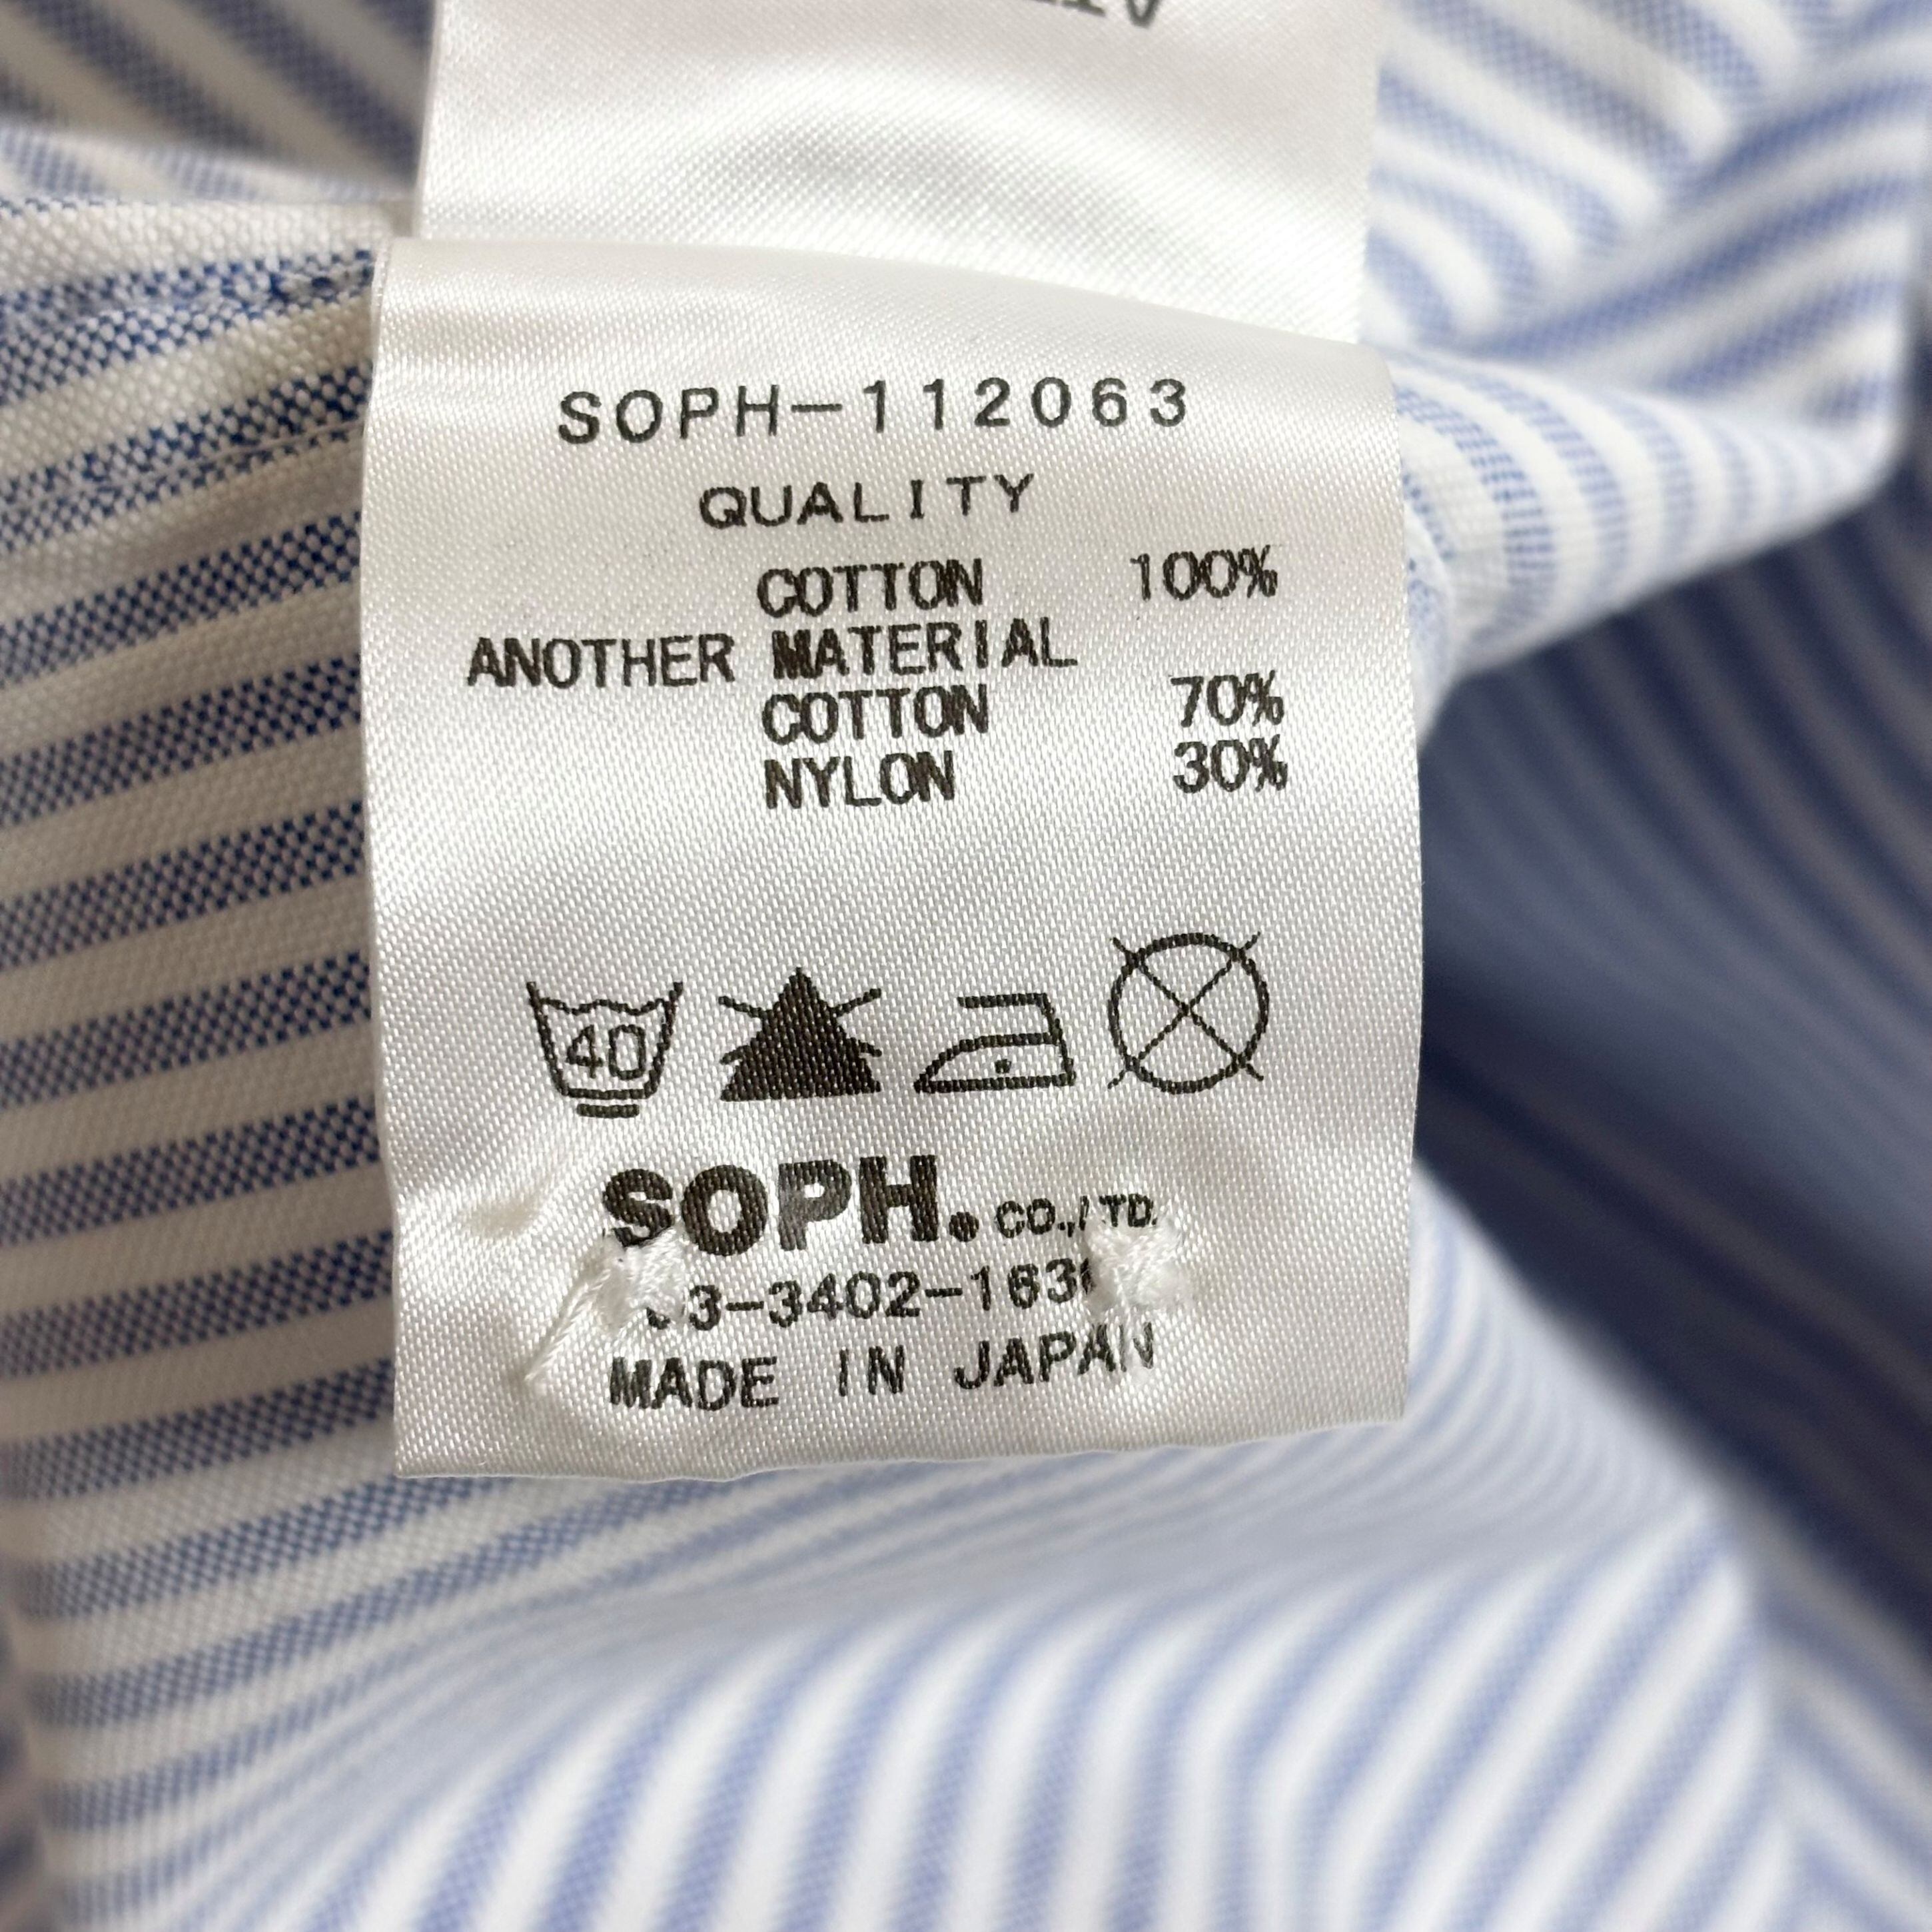 SOPH-112063
QUALITY
COTTON 100%
ANOTHER MATERIAL
COTTON 70%
NYLON 30%
40
SOPH. CO.,LTD.
MADE IN JAPAN